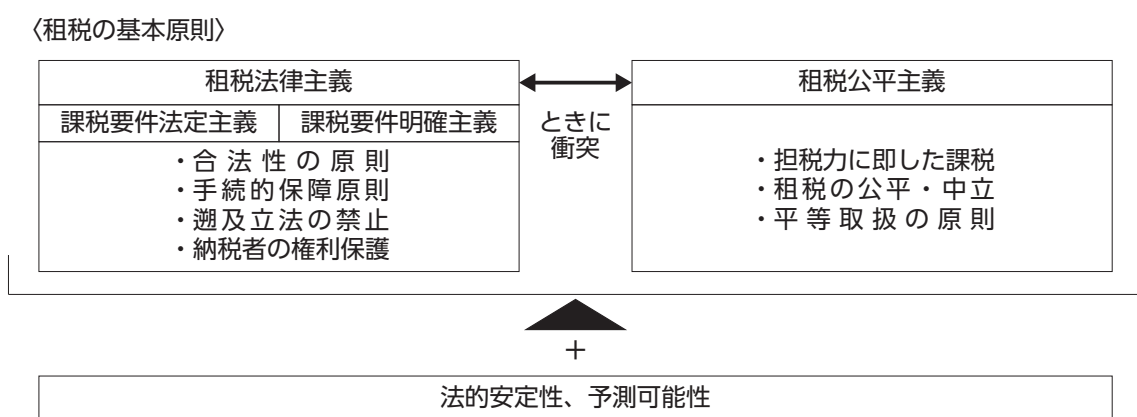 〈租税の基本原則〉
租税法律主義
租税公平主義
課税要件法定主義
課税要件明確主義
ときに
衝突
・合法性の原則
・手続的保障原則
・遡及立法の禁止
・納税者の権利保護
・担税力に即した課税
・租税の公平・中立
・平等取扱の原則
＋
法的安定性、予測可能性